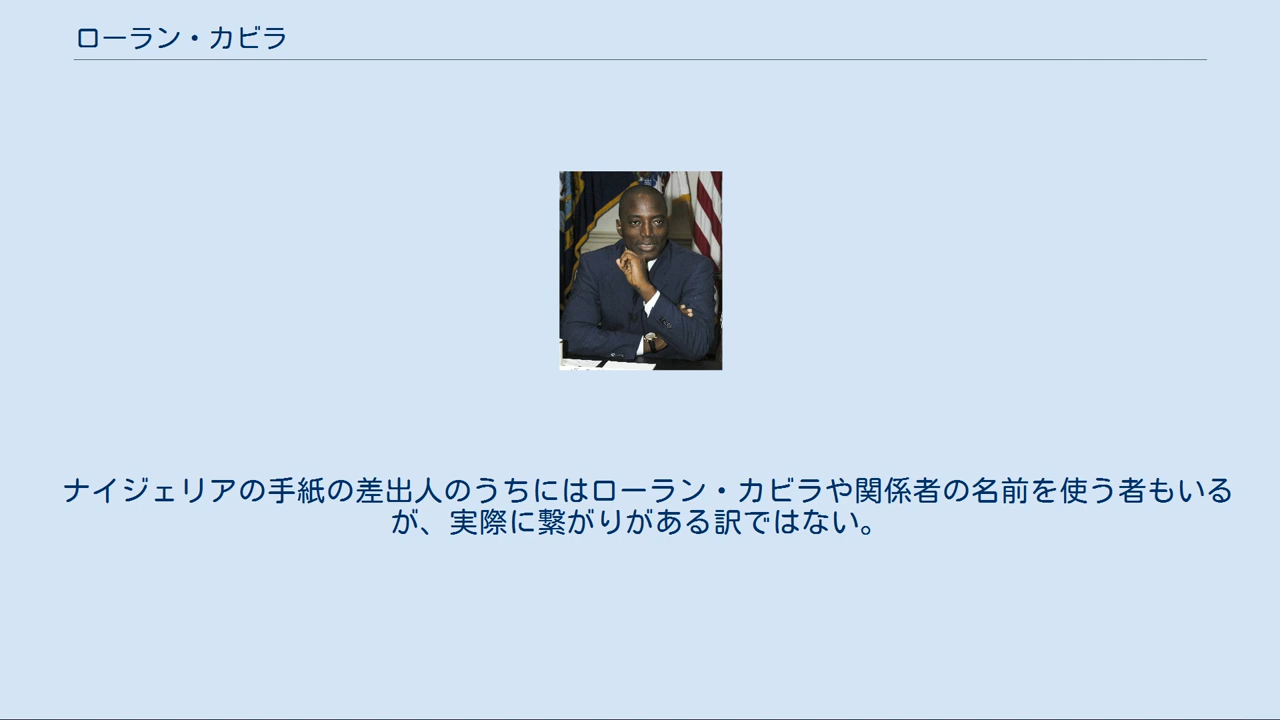 ローラン・カビラ
ナイジェリアの手紙の差出人のうちにはローラン・カビラや関係者の名前を使う者もいる
が、実際に繋がりがある訳ではない。